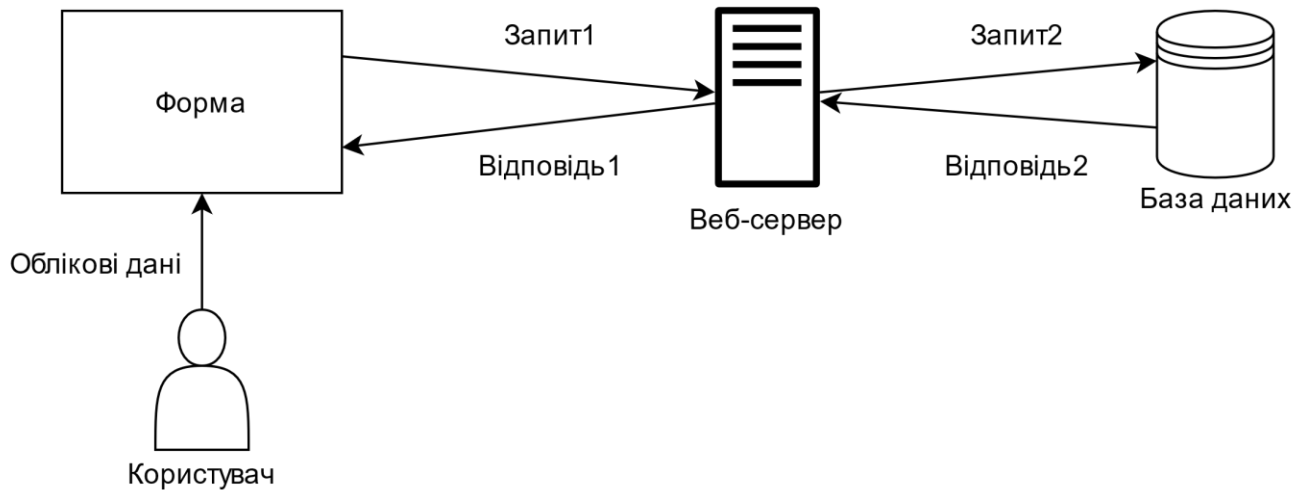 Запит1
Запит2
Форма
Відповідь1
Відповідь2
База даних
Веб-сервер
Облікові дані
Користувач